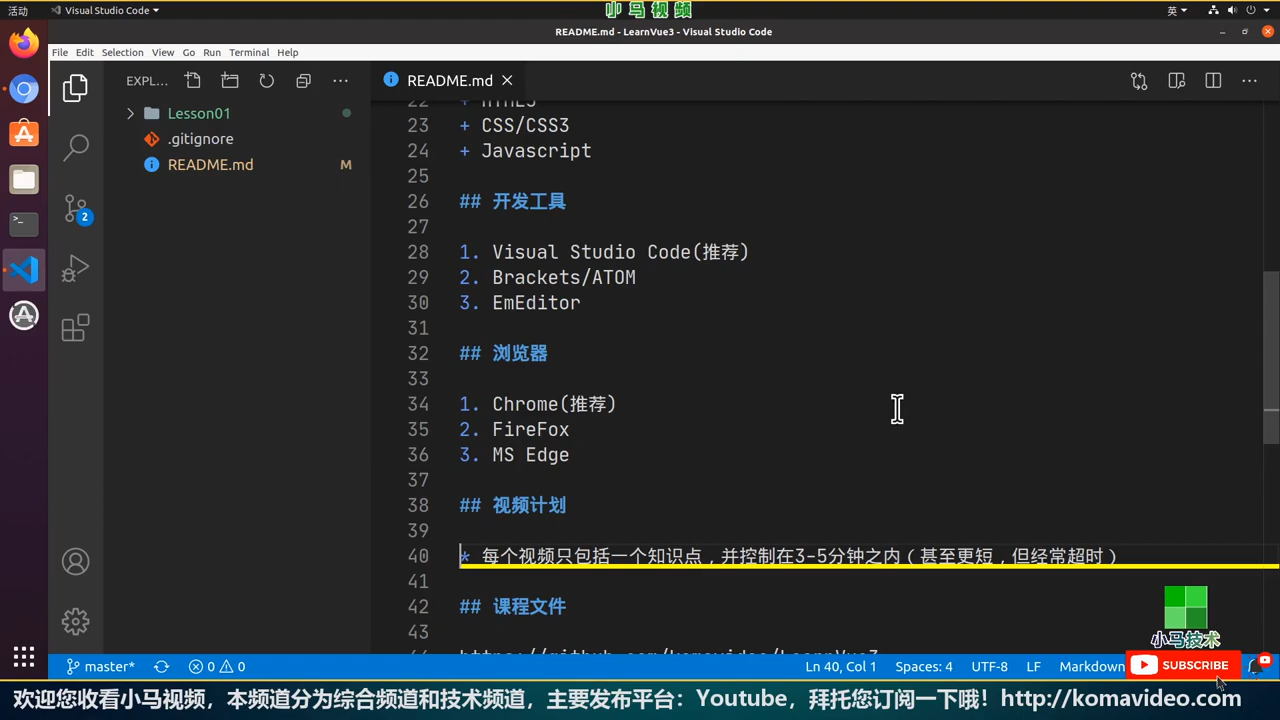 活动
Visual Studio Code
小马视频
英
README.md - LearnVue3 - Visual Studio Code
File Edit Selection View Go Run Terminal Help
EXPL...
README.md
Lesson01
.gitignore
README.md M
2
22 + HTML5
23 + CSS/CSS3
24 + Javascript
25
26 ## 开发工具
27
28 1. Visual Studio Code(推荐)
29 2. Brackets/ATOM
30 3. EmEditor
31
32 ## 浏览器
33
34 1. Chrome(推荐)
35 2. FireFox
36 3. MS Edge
37
38 ## 视频计划
39
40 * 每个视频只包括一个知识点，并控制在3-5分钟之内（甚至更短，但经常超时）
41
42 ## 课程文件
43
44 https://github.com/komavideo/LearnVue3
小马技术
master* 0 0 Ln 40, Col 1 Spaces: 4 UTF-8 LF Markdown
SUBSCRIBE
欢迎您收看小马视频，本频道分为综合频道和技术频道，主要发布平台：Youtube，拜托您订阅一下哦！http://komavideo.com